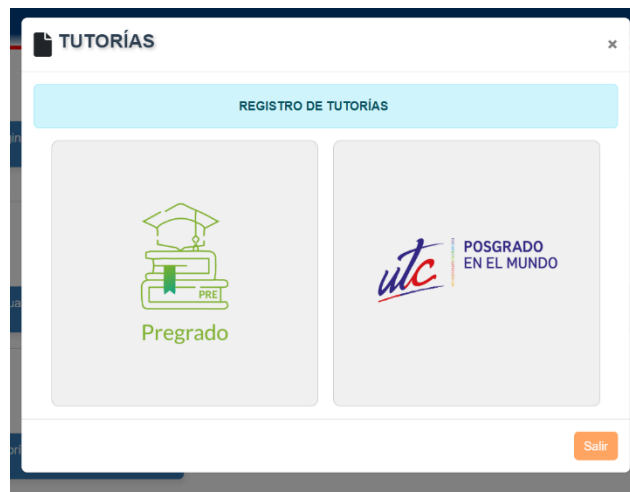 TUTORÍAS
×
REGISTRO DE TUTORÍAS
PRE
Pregrado
utc
POSGRADO
EN EL MUNDO
Salir